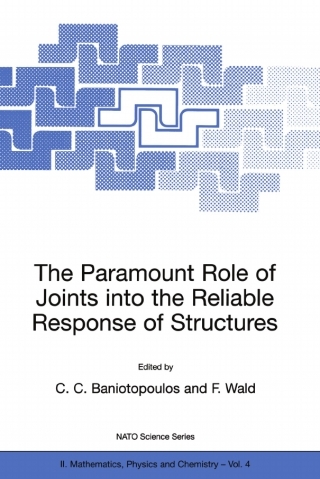 The Paramount Role of
Joints into the Reliable
Response of Structures
Edited by
C. C. Baniotopoulos and F. Wald
NATO Science Series
II. Mathematics, Physics and Chemistry – Vol. 4